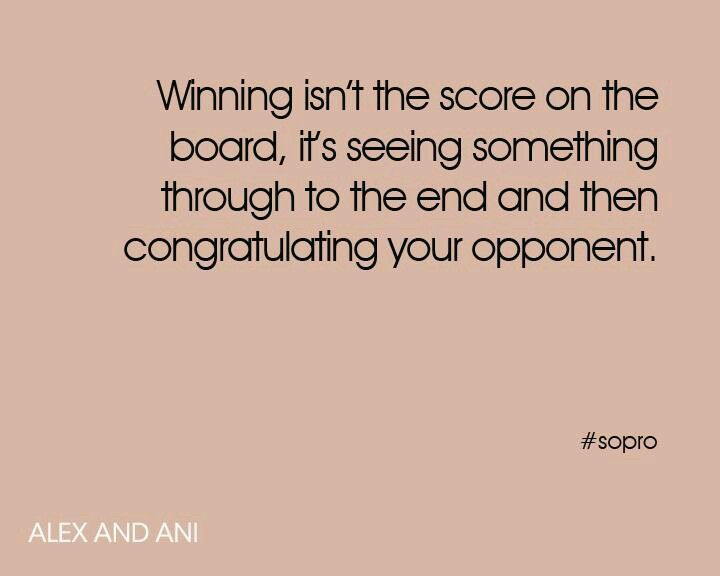 Winning isn't the score on the
board, it's seeing something
through to the end and then
congratulating your opponent.
#sopro
ALEX AND ANI